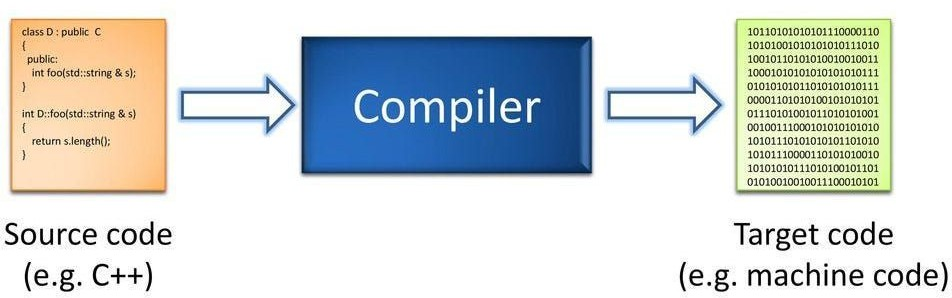 class D : public C
{
public:
int foo(std::string & s);
}
int D::foo(std::string & s)
{
return s.length();
}
Compiler
10110101010101110000110
10101001010101010111010
10010110101010010010011
10001010101010101010111
01010101011010101010111
00001101010100101010101
01110101001011010101001
00100111000101010101010
10101110101010101101010
10101110000110101010010
10101010111010100101101
01010010010011100010101
Source code
(e.g. C++)
Target code
(e.g. machine code)